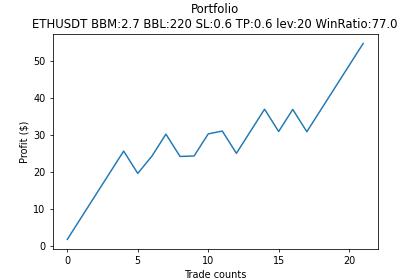 Portfolio
ETHUSDT BBM:2.7 BBL:220 SL:0.6 TP:0.6 lev:20 WinRatio:77.0
Profit ($)
50
40
30
20
10
0
0
5
10
15
20
Trade counts